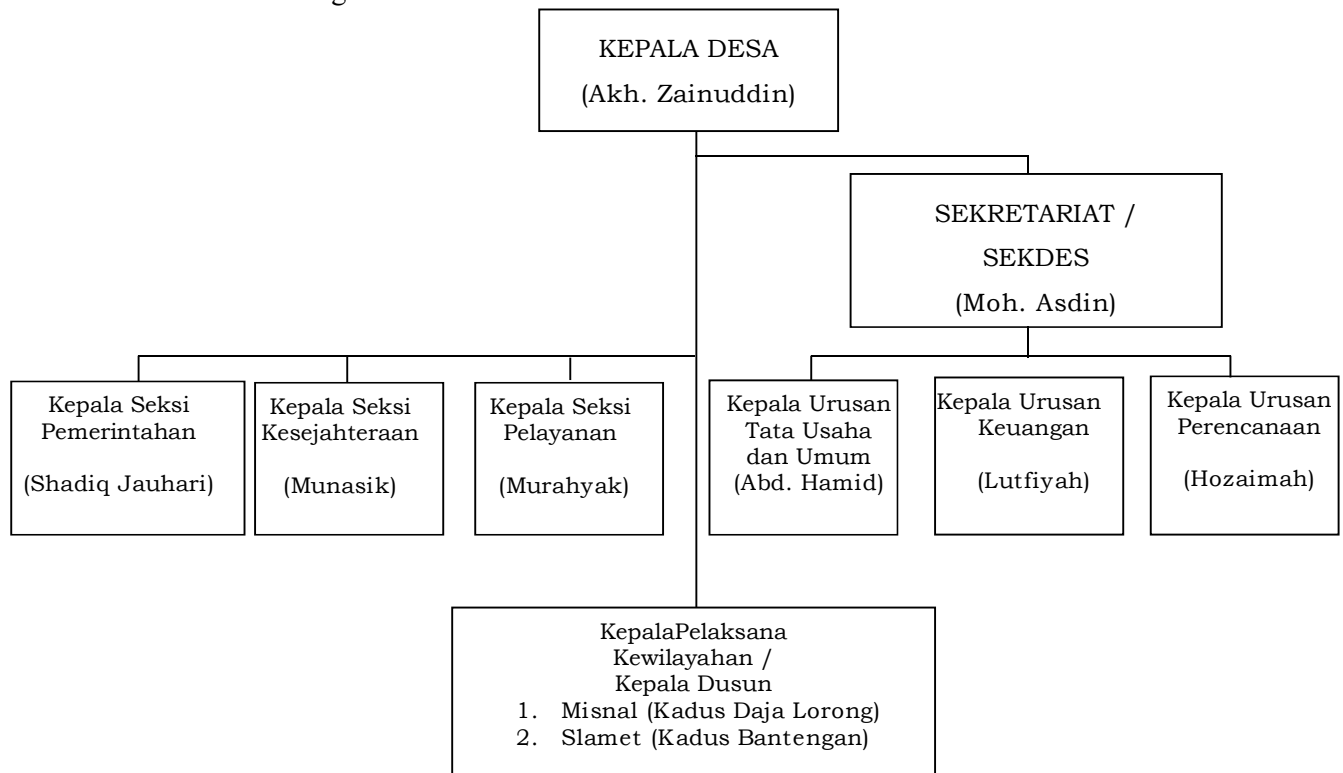 KEPALA DESA
(Akh. Zainuddin)
SEKRETARIAT /
SEKDES
(Moh. Asdin)
Kepala Seksi
Pemerintahan
(Shadiq Jauhari)
Kepala Seksi
Kesejahteraan
(Munasik)
Kepala Seksi
Pelayanan
(Murahyak)
Kepala Urusan
Tata Usaha
dan Umum
(Abd. Hamid)
Kepala Urusan
Keuangan
(Lutfiyah)
Kepala Urusan
Perencanaan
(Hozaimah)
KepalaPelaksana
Kewilayahan /
Kepala Dusun
1. Misnal (Kadus Daja Lorong)
2. Slamet (Kadus Bantengan)